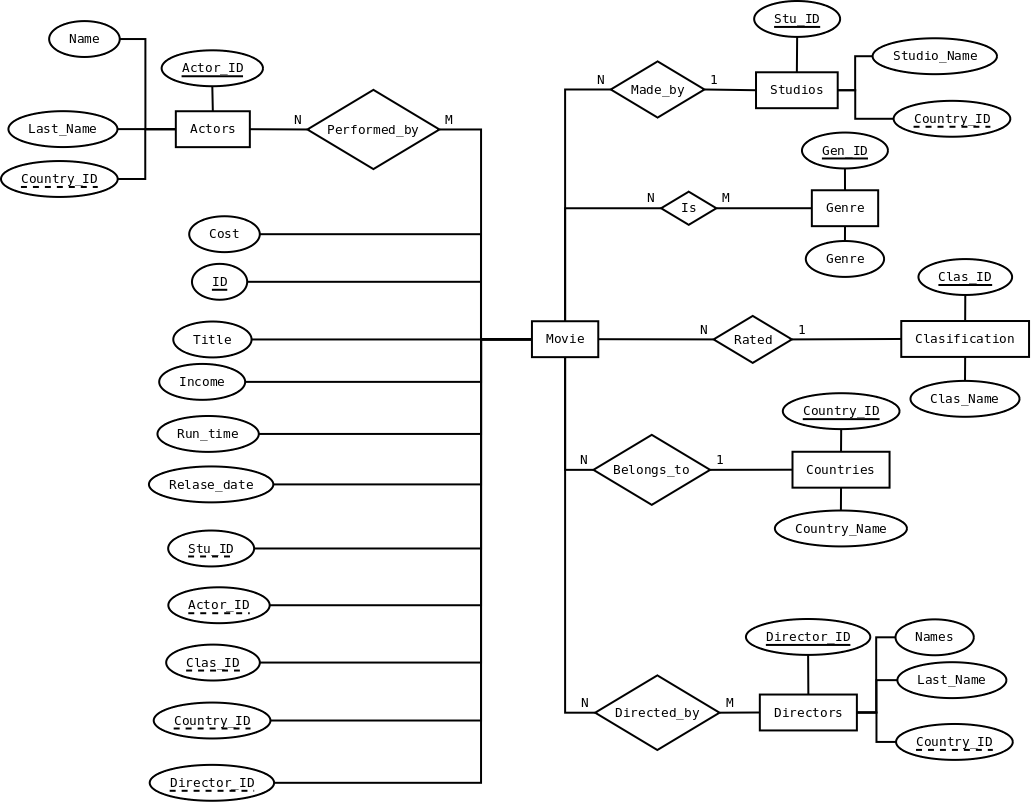 Stu_ID
Name
Studio_Name
Actor_ID
N
Made_by
1
Studios
Country_ID
Last_Name
Actors
N
Performed_by
M
Gen_ID
Country_ID
N
Is
M
Genre
Cost
Genre
ID
Clas_ID
Title
Movie
N
Rated
1
Clasification
Income
Clas_Name
Country_ID
Run_time
N
Belongs_to
1
Countries
Relase_date
Country_Name
Stu_ID
Actor_ID
Director_ID
Names
Clas_ID
Last_Name
N
Directed_by
M
Directors
Country_ID
Country_ID
Director_ID